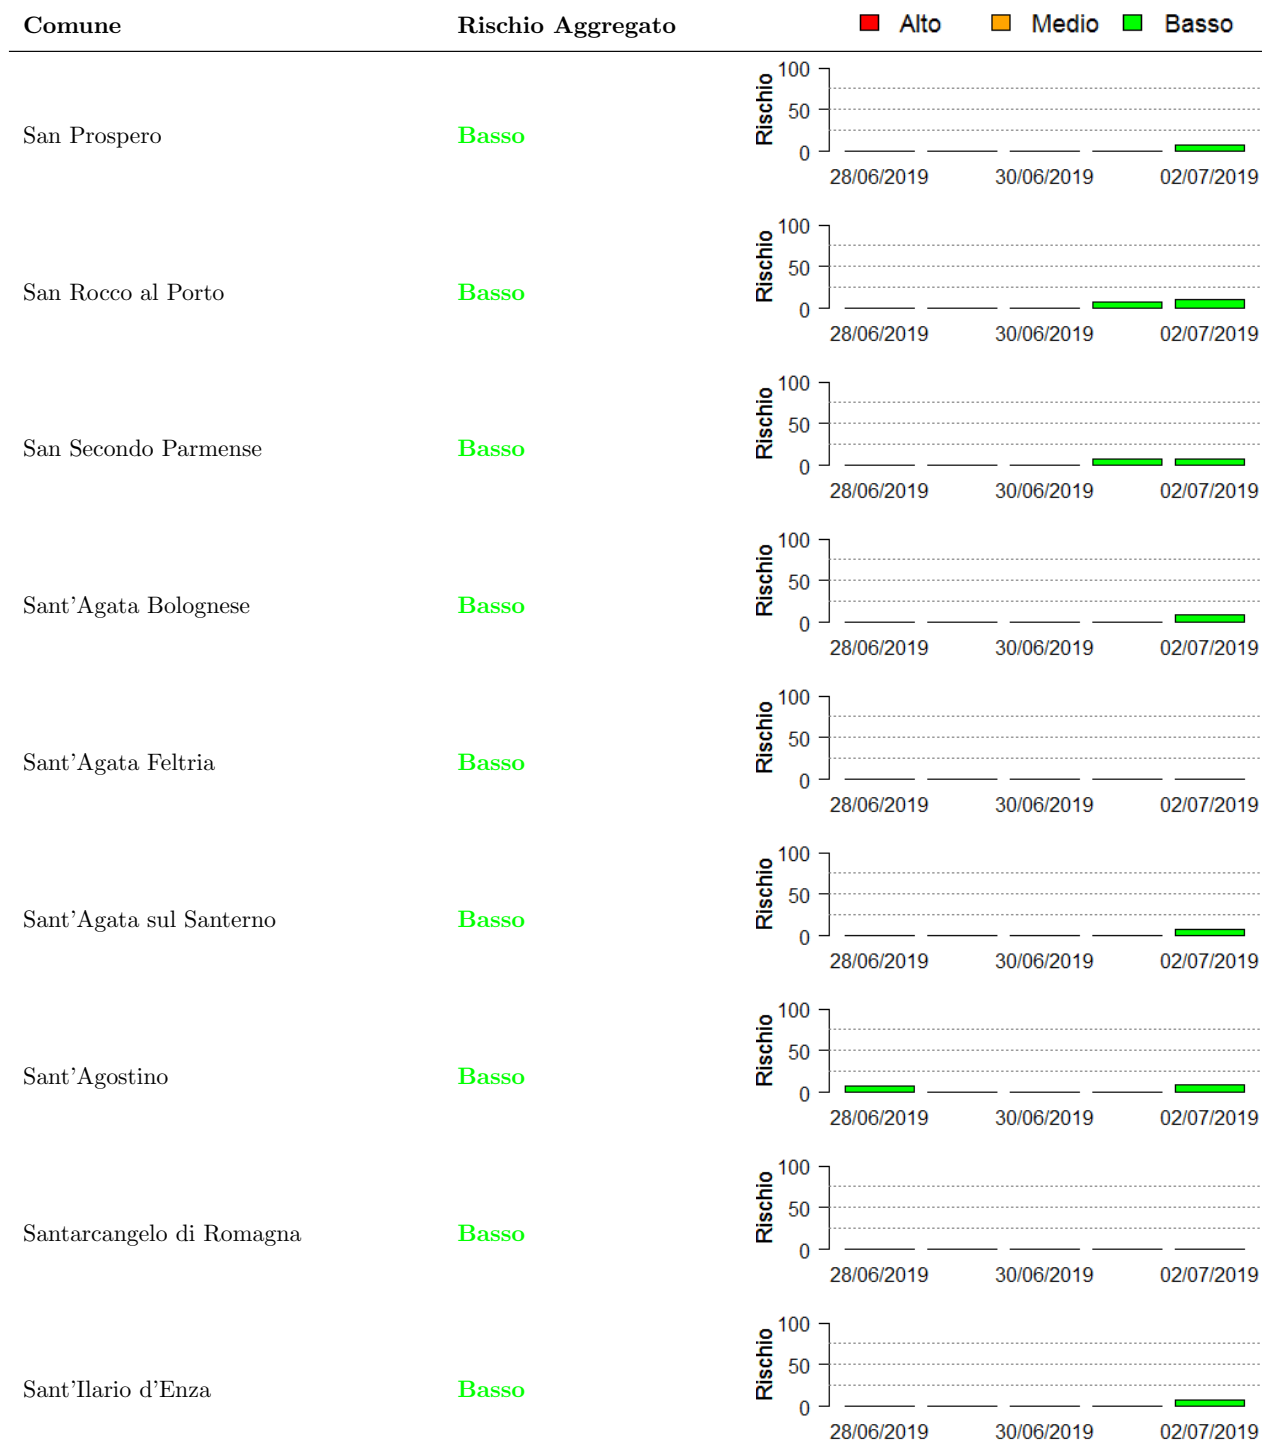 Comune Rischio Aggregato Alto Medio Basso
San Prospero Basso
Rischio
100
50
0
28/06/2019 30/06/2019 02/07/2019
San Rocco al Porto Basso
Rischio
100
50
0
28/06/2019 30/06/2019 02/07/2019
San Secondo Parmense Basso
Rischio
100
50
0
28/06/2019 30/06/2019 02/07/2019
Sant'Agata Bolognese Basso
Rischio
100
50
0
28/06/2019 30/06/2019 02/07/2019
Sant'Agata Feltria Basso
Rischio
100
50
0
28/06/2019 30/06/2019 02/07/2019
Sant'Agata sul Santerno Basso
Rischio
100
50
0
28/06/2019 30/06/2019 02/07/2019
Sant'Agostino Basso
Rischio
100
50
0
28/06/2019 30/06/2019 02/07/2019
Santarcangelo di Romagna Basso
Rischio
100
50
0
28/06/2019 30/06/2019 02/07/2019
Sant'Ilario d'Enza Basso
Rischio
100
50
0
28/06/2019 30/06/2019 02/07/2019